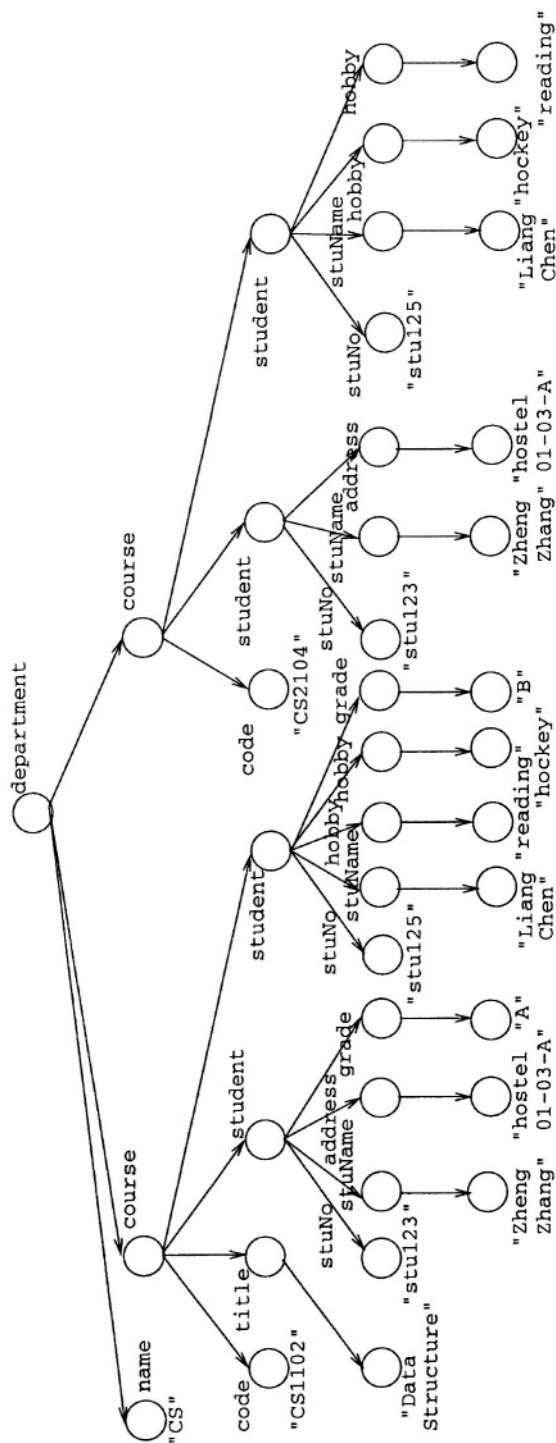 department
name
"CS"
course
course
code
"CS1102"
title
student
student
code
"CS2104"
student
student
"Data
Structure"
stuNo
"stu123"
stuName
address
grade
stuNo
"stu125"
stuName
hobby
hobby
grade
stuNo
"stu123"
stuName
address
stuNo
"stu125"
stuName
hobby
hobby
"Zheng
Zhang"
"hostel
01-03-A"
"A"
"Liang
Chen"
"reading"
"hockey"
"B"
"Zheng
Zhang"
"hostel
01-03-A"
"Liang
Chen"
"hockey"
"reading"